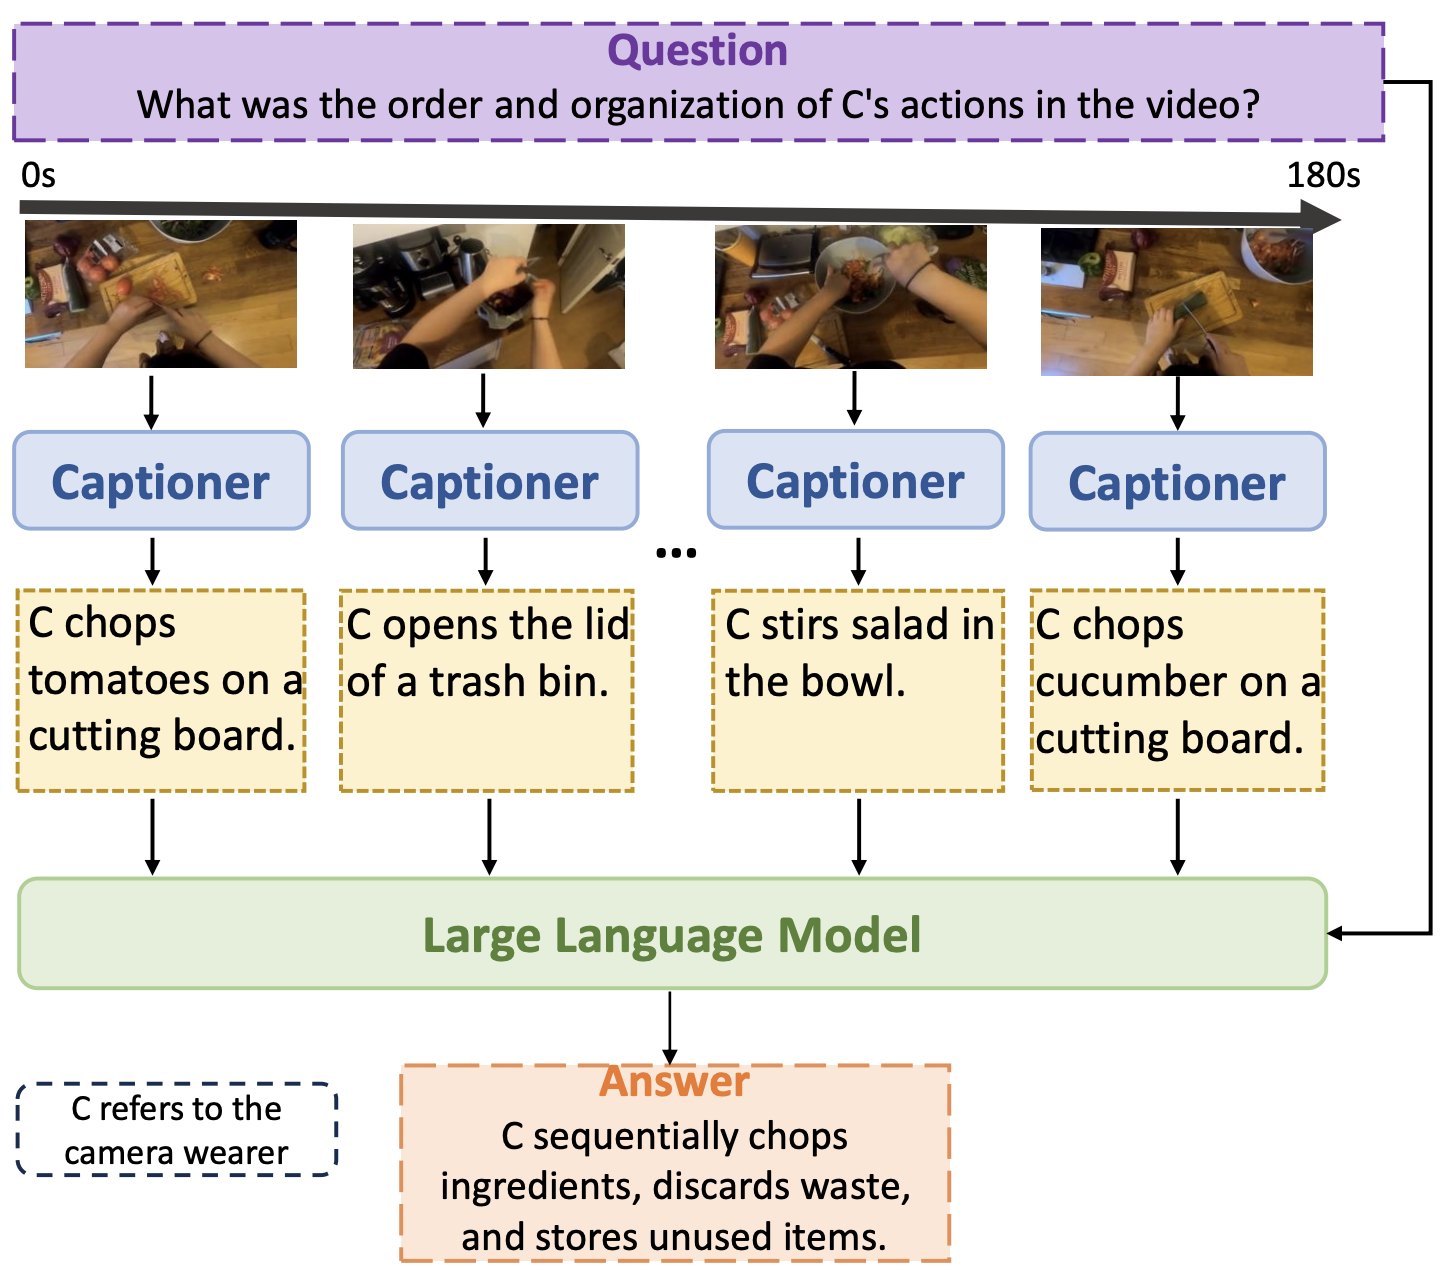 Question
What was the order and organization of C's actions in the video?
0s
180s
Captioner
Captioner
Captioner
Captioner
...
C chops
tomatoes on a
cutting board.
C opens the lid
of a trash bin.
C stirs salad in
the bowl.
C chops
cucumber on a
cutting board.
Large Language Model
C refers to the
camera wearer
Answer
C sequentially chops
ingredients, discards waste,
and stores unused items.